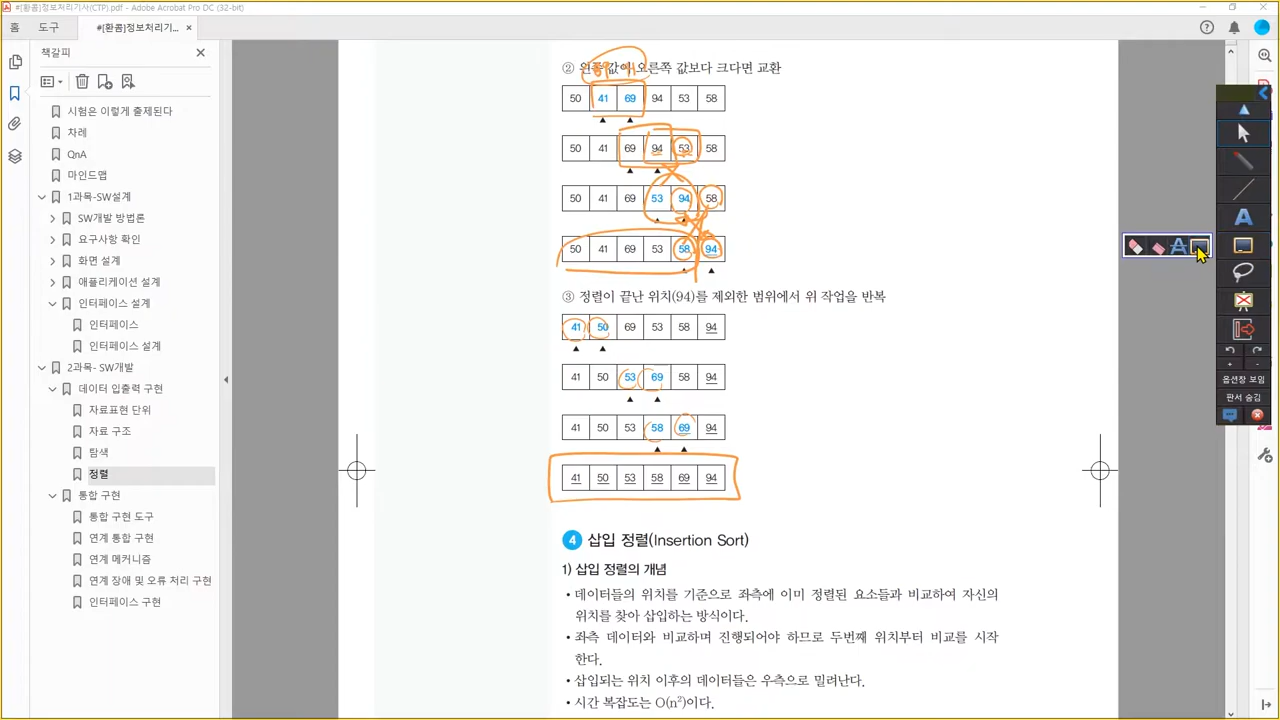 #[환콤]정보처리기사(CTP).pdf - Adobe Acrobat Pro DC (32-bit)
홈
도구
#[환콤]정보처리기...
책갈피
시험은 이렇게 출제된다
차례
QnA
마인드맵
1과목-SW설계
SW개발 방법론
요구사항 확인
화면 설계
애플리케이션 설계
인터페이스 설계
인터페이스
인터페이스 설계
2과목- SW개발
데이터 입출력 구현
자료표현 단위
자료 구조
탐색
정렬
통합 구현
통합 구현 도구
연계 통합 구현
연계 메커니즘
연계 장애 및 오류 처리 구현
인터페이스 구현
② 왼쪽 값이 오른쪽 값보다 크다면 교환
50 41 69 94 53 58
50 41 69 94 53 58
50 41 69 53 94 58
50 41 69 53 58 94
③ 정렬이 끝난 위치(94)를 제외한 범위에서 위 작업을 반복
41 50 69 53 58 94
41 50 53 69 58 94
41 50 53 58 69 94
41 50 53 58 69 94
4 삽입 정렬(Insertion Sort)
1) 삽입 정렬의 개념
• 데이터들의 위치를 기준으로 좌측에 이미 정렬된 요소들과 비교하여 자신의
위치를 찾아 삽입하는 방식이다.
• 좌측 데이터와 비교하며 진행되어야 하므로 두번째 위치부터 비교를 시작
한다.
• 삽입되는 위치 이후의 데이터들은 우측으로 밀려난다.
• 시간 복잡도는 O(n²)이다.
옵션창 보임
판서 숨김